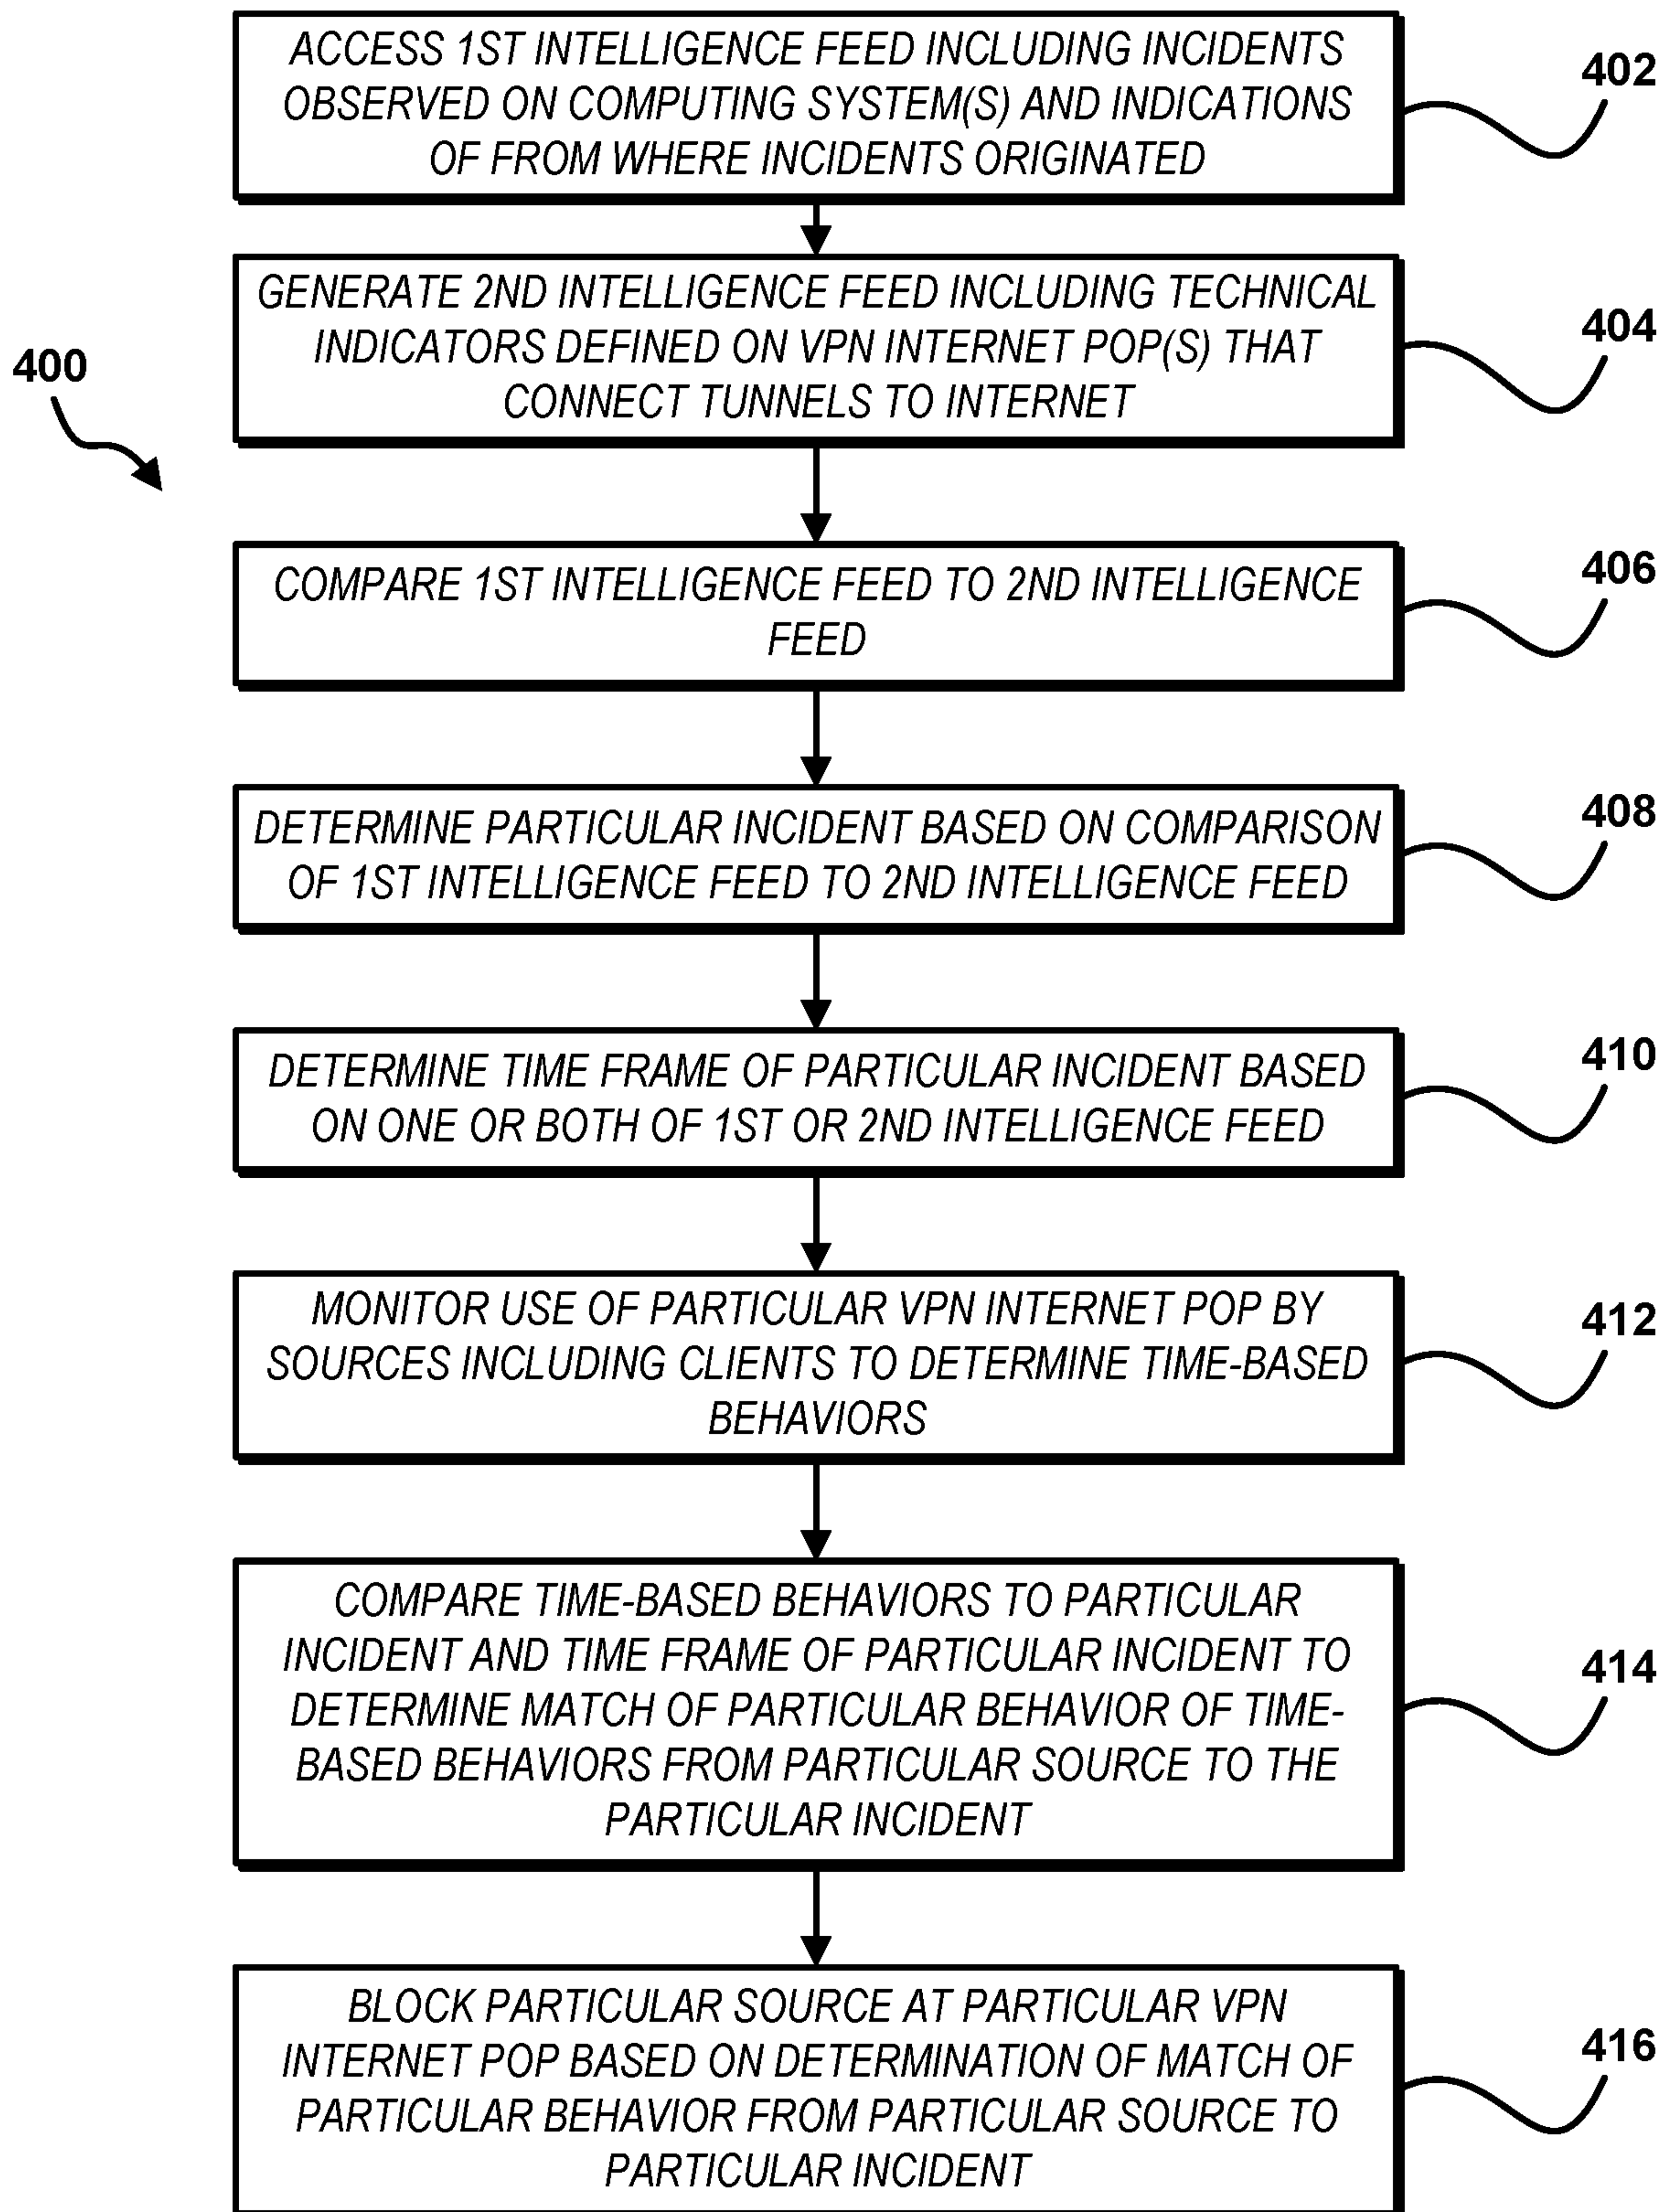 ACCESS 1ST INTELLIGENCE FEED INCLUDING INCIDENTS
OBSERVED ON COMPUTING SYSTEM(S) AND INDICATIONS
OF FROM WHERE INCIDENTS ORIGINATED
402
GENERATE 2ND INTELLIGENCE FEED INCLUDING TECHNICAL
INDICATORS DEFINED ON VPN INTERNET POP(S) THAT
CONNECT TUNNELS TO INTERNET
404
400
COMPARE 1ST INTELLIGENCE FEED TO 2ND INTELLIGENCE
FEED
406
DETERMINE PARTICULAR INCIDENT BASED ON COMPARISON
OF 1ST INTELLIGENCE FEED TO 2ND INTELLIGENCE FEED
408
DETERMINE TIME FRAME OF PARTICULAR INCIDENT BASED
ON ONE OR BOTH OF 1ST OR 2ND INTELLIGENCE FEED
410
MONITOR USE OF PARTICULAR VPN INTERNET POP BY
SOURCES INCLUDING CLIENTS TO DETERMINE TIME-BASED
BEHAVIORS
412
COMPARE TIME-BASED BEHAVIORS TO PARTICULAR
INCIDENT AND TIME FRAME OF PARTICULAR INCIDENT TO
DETERMINE MATCH OF PARTICULAR BEHAVIOR OF TIME-
BASED BEHAVIORS FROM PARTICULAR SOURCE TO THE
PARTICULAR INCIDENT
414
BLOCK PARTICULAR SOURCE AT PARTICULAR VPN
INTERNET POP BASED ON DETERMINATION OF MATCH OF
PARTICULAR BEHAVIOR FROM PARTICULAR SOURCE TO
PARTICULAR INCIDENT
416